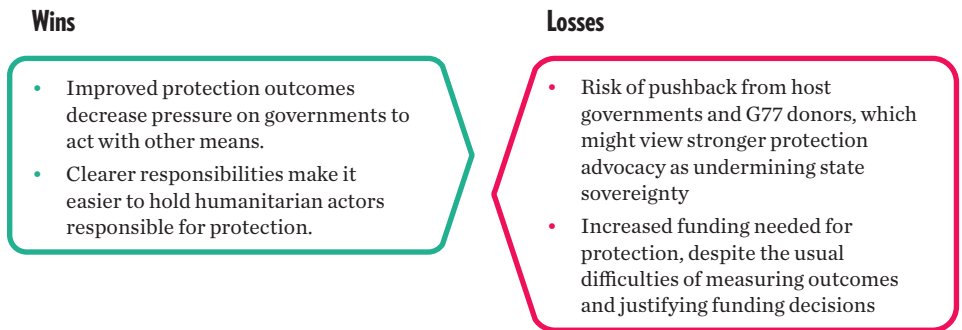 Wins
• Improved protection outcomes
decrease pressure on governments to
act with other means.
• Clearer responsibilities make it
easier to hold humanitarian actors
responsible for protection.
Losses
• Risk of pushback from host
governments and G77 donors, which
might view stronger protection
advocacy as undermining state
sovereignty
• Increased funding needed for
protection, despite the usual
difficulties of measuring outcomes
and justifying funding decisions